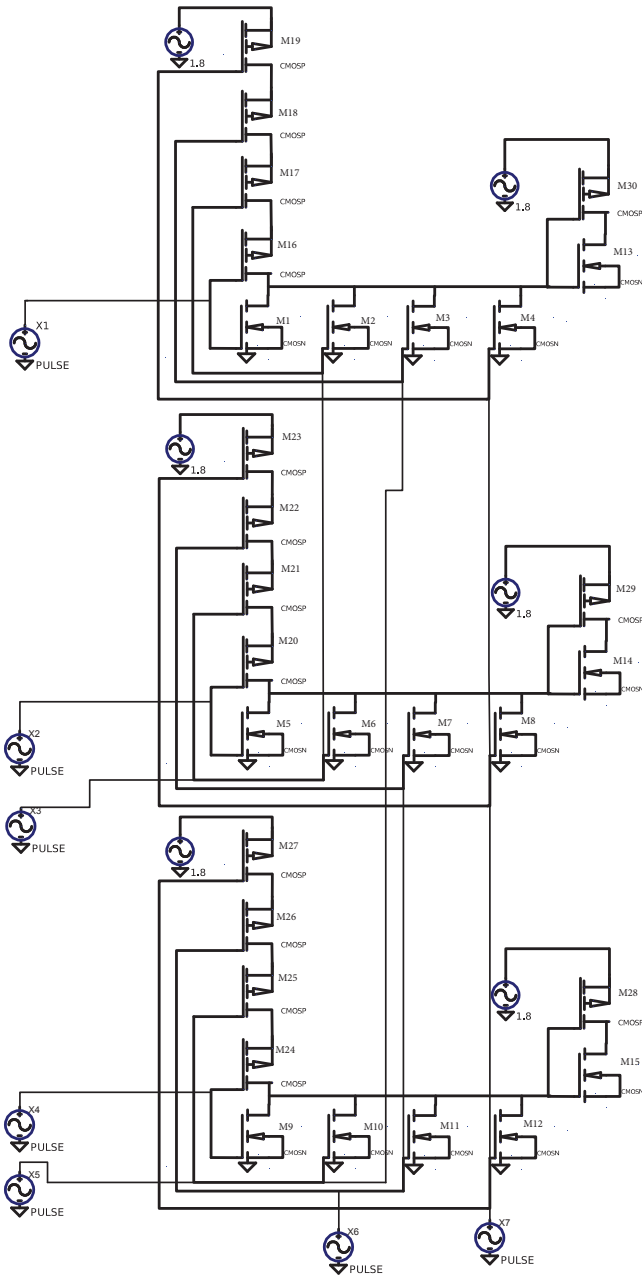 M19
1.8
CMOSP
M18
CMOSP
M17
CMOSP
M30
1.8
CMOSP
M16
M13
CMOSP
CMOSN
X1
M1
M2
M3
M4
CMOSN
CMOSN
CMOSN
CMOSN
PULSE
M23
1.8
CMOSP
M22
CMOSP
M21
M29
CMOSP
1.8
CMOSP
M20
M14
CMOSP
CMOSN
X2
M5
M6
M7
M8
CMOSN
CMOSN
CMOSN
CMOSN
PULSE
X3
PULSE
M27
1.8
CMOSP
M26
CMOSP
M25
M28
CMOSP
1.8
CMOSP
M24
M15
CMOSP
CMOSN
X4
M9
M10
M11
M12
CMOSN
CMOSN
CMOSN
CMOSN
PULSE
X5
PULSE
X6
X7
PULSE
PULSE